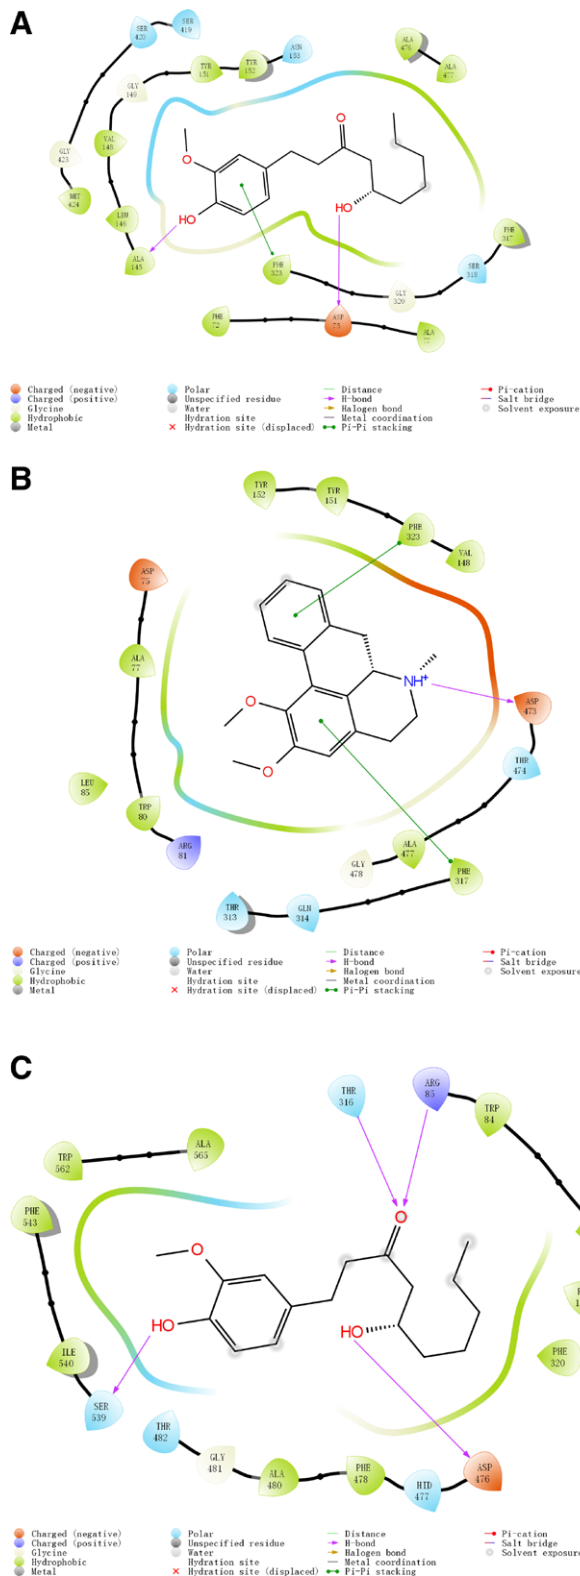 A
SER
419
SER
420
ASN
153
TYR
151
TYR
152
ALA
476
ALA
477
GLY
149
VAL
148
GLY
423
MET
424
LEU
146
ALA
145
O
O
HO
HO
PHE
323
PHE
317
SER
318
GLY
320
PHE
72
ASP
75
ALA
77
Charged (negative)
Charged (positive)
Glycine
Hydrophobic
Metal
Polar
Unspecified residue
Water
Hydration site
Hydration site (displaced)
Distance
H-bond
Halogen bond
Metal coordination
Pi-Pi stacking
Pi-cation
Salt bridge
Solvent exposure
B
TYR
152
TYR
151
PHE
323
VAL
148
ASP
75
ALA
77
LEU
85
TRP
80
ARG
81
O
O
NH+
ASP
473
THR
474
ALA
477
GLY
478
PHE
317
THR
313
GLN
314
Charged (negative)
Charged (positive)
Glycine
Hydrophobic
Metal
Polar
Unspecified residue
Water
Hydration site
Hydration site (displaced)
Distance
H-bond
Halogen bond
Metal coordination
Pi-Pi stacking
Pi-cation
Salt bridge
Solvent exposure
C
THR
316
ARG
85
TRP
84
ALA
565
TRP
562
PHE
543
ILE
540
SER
539
O
O
HO
HO
PHE
320
THR
482
GLY
481
ALA
480
PHE
478
HID
477
ASP
476
Charged (negative)
Charged (positive)
Glycine
Hydrophobic
Metal
Polar
Unspecified residue
Water
Hydration site
Hydration site (displaced)
Distance
H-bond
Halogen bond
Metal coordination
Pi-Pi stacking
Pi-cation
Salt bridge
Solvent exposure